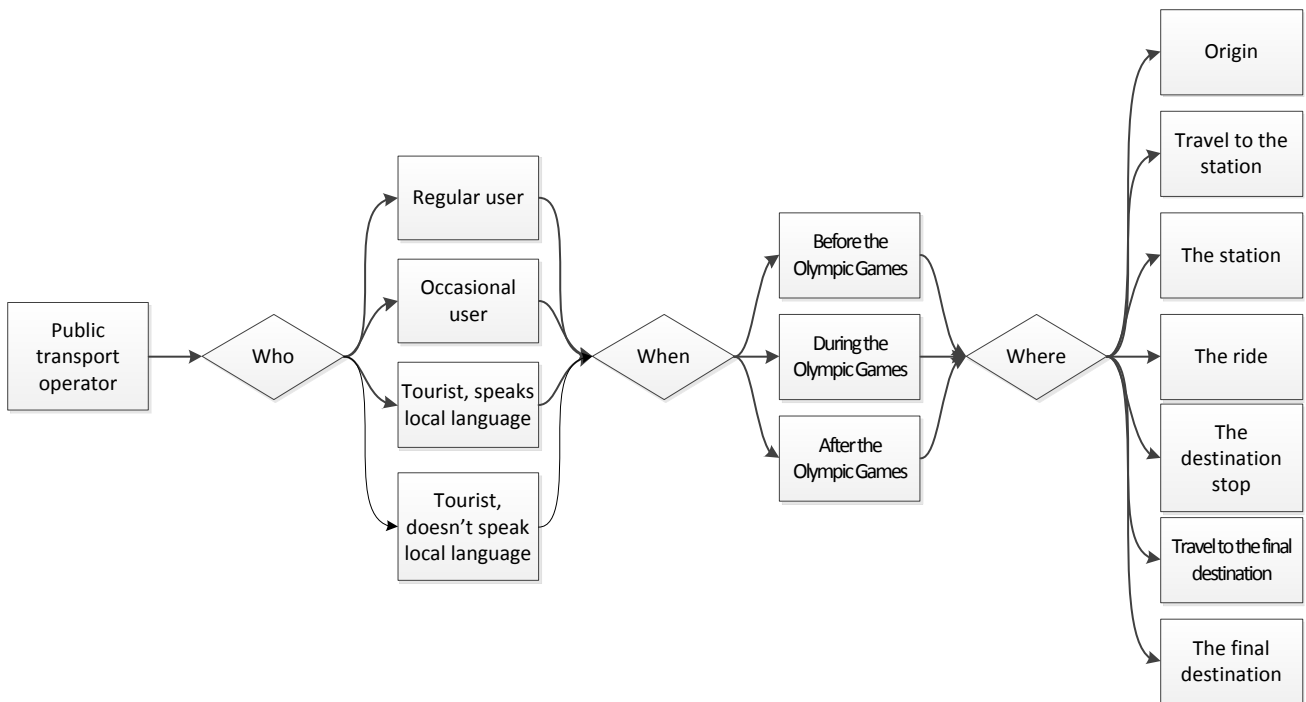 Public
transport
operator
Who
Regular user
Occasional
user
Tourist, speaks
local language
Tourist,
doesn’t speak
local language
When
Before the
Olympic Games
During the
Olympic Games
After the
Olympic Games
Where
Origin
Travel to the
station
The station
The ride
The
destination
stop
Travel to the final
destination
The final
destination